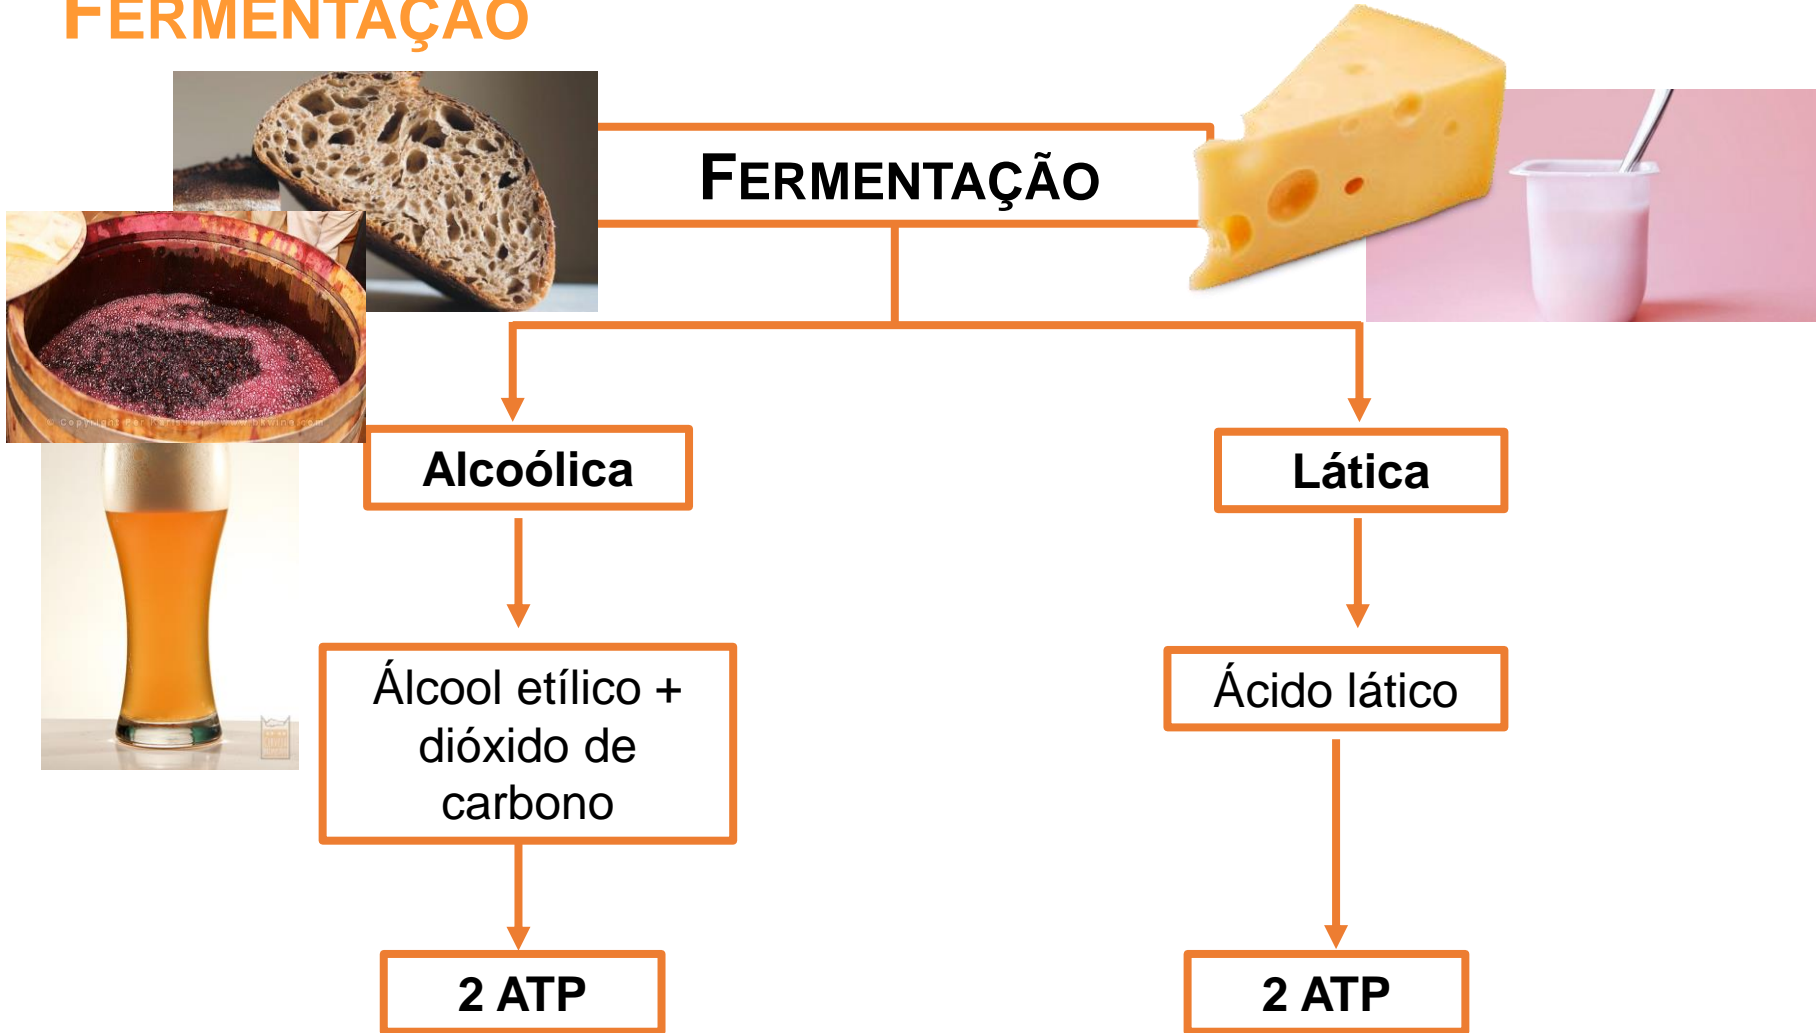 FERMENTAÇÃO
FERMENTAÇÃO
Alcoólica
Lática
Álcool etílico +
dióxido de
carbono
Ácido lático
2 ATP
2 ATP